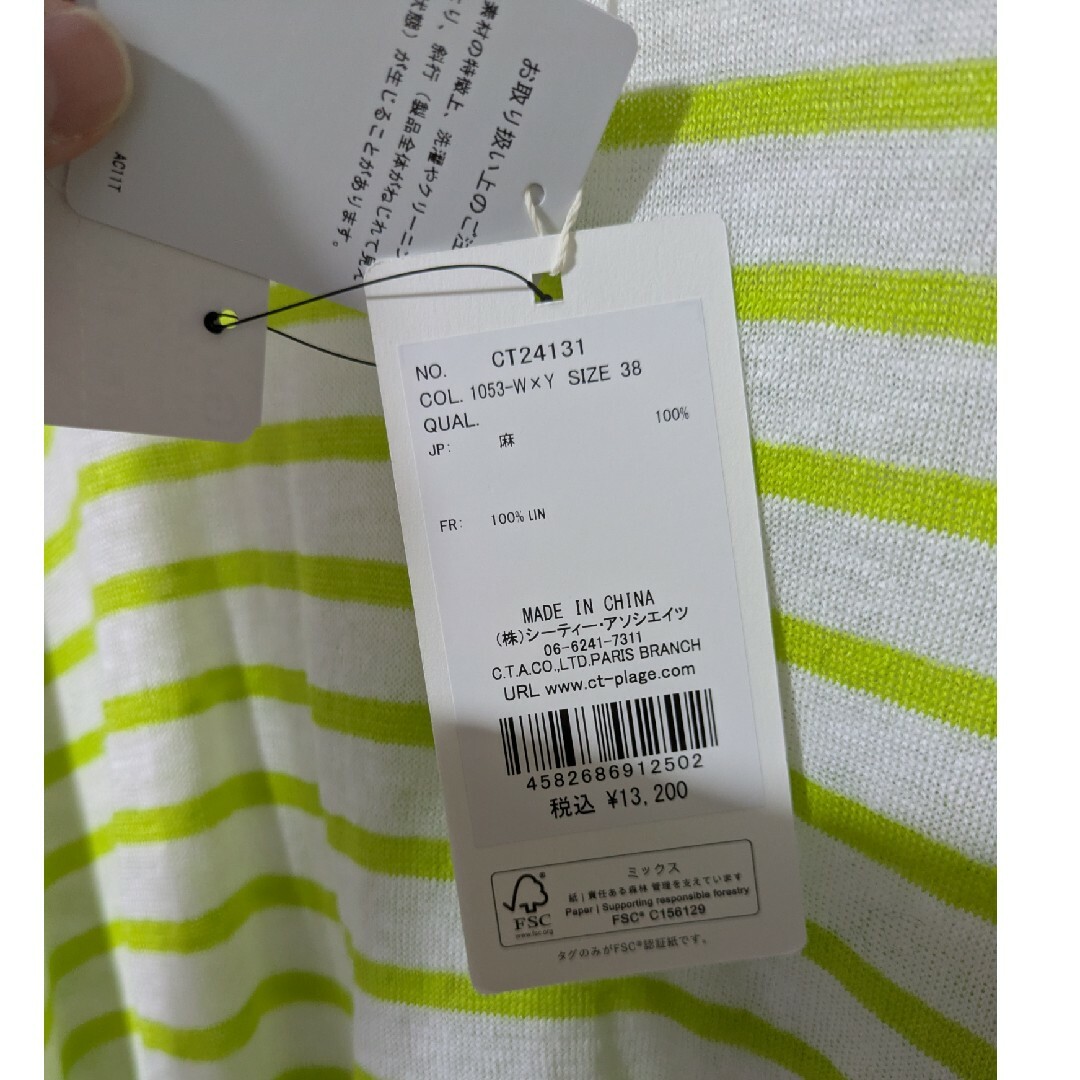 お取り扱い上のご注
素材の特徴上、洗濯やクリーニン
より、斜行（製品全体がねじれて見え
状態）が生じることがあります。
AC11T
NO. CT24131
COL. 1053-W×Y SIZE 38
QUAL.
JP: 麻 100%
FR: 100% LIN
MADE IN CHINA
(株)シーティー・アソシエイツ
06-6241-7311
C.T.A.CO.,LTD.PARIS BRANCH
URL www.ct-plage.com
4582686912502
税込 ¥13,200
FSC
www.fsc.org
ミックス
紙 | 責任ある森林 管理を支えています
Paper | Supporting responsible forestry
FSC® C156129
タグのみがFSC®認証紙です。